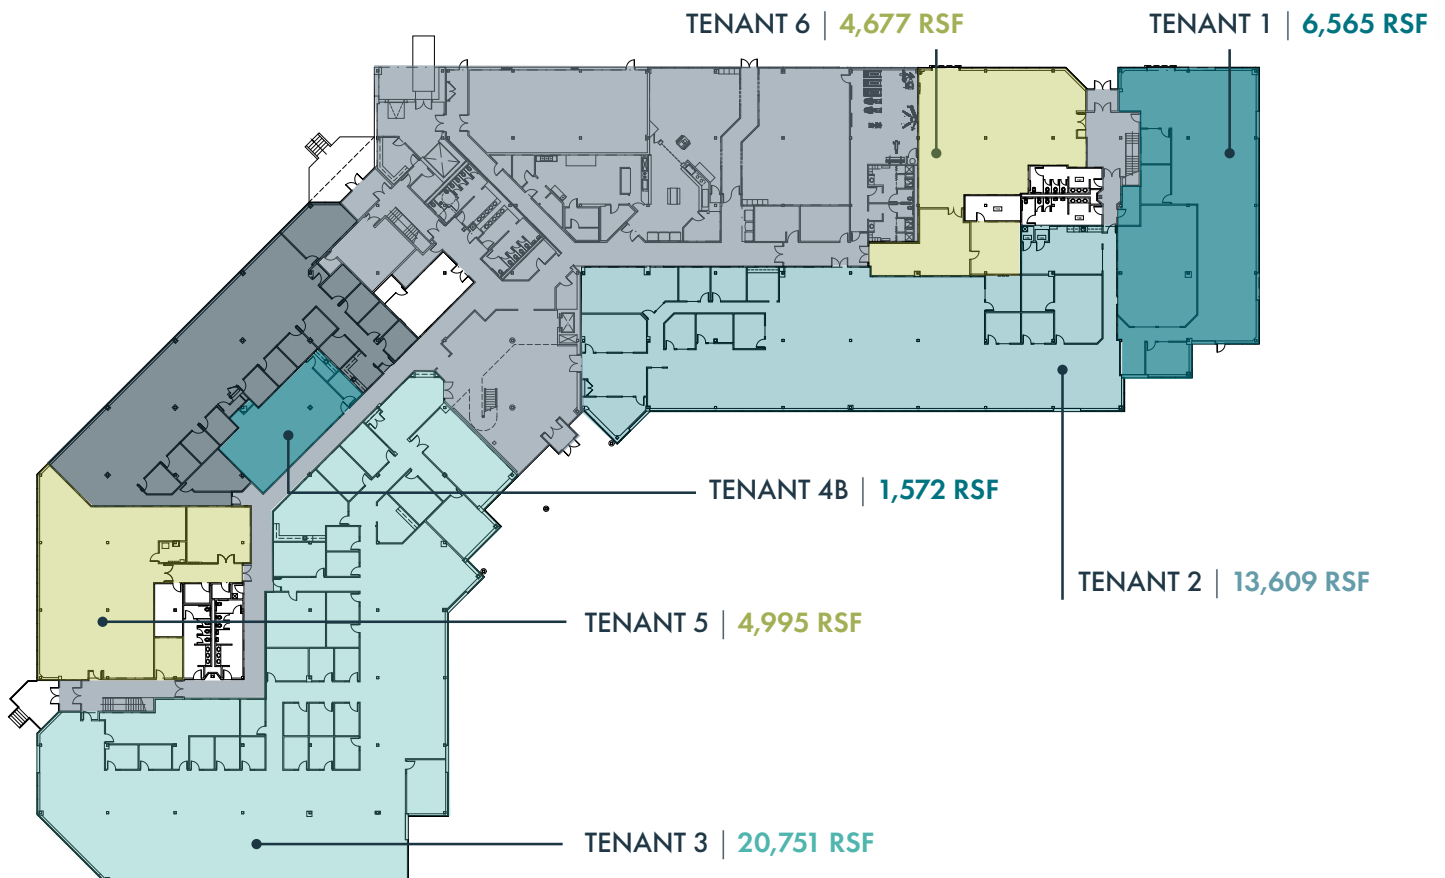 TENANT 6 | 4,677 RSF
TENANT 1 | 6,565 RSF
TENANT 4B | 1,572 RSF
TENANT 2 | 13,609 RSF
TENANT 5 | 4,995 RSF
TENANT 3 | 20,751 RSF